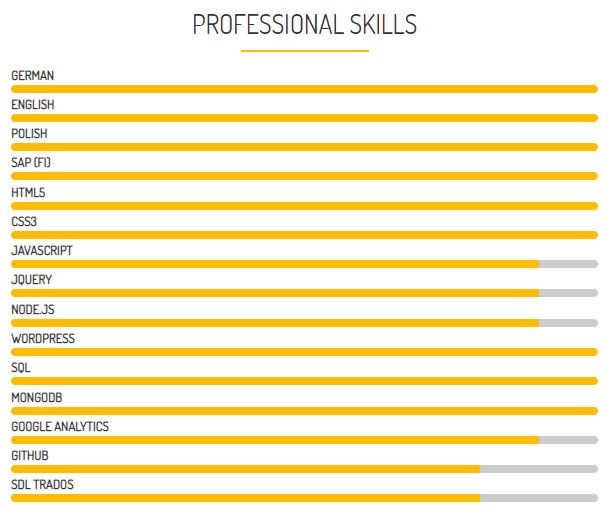 PROFESSIONAL SKILLS
GERMAN
ENGLISH
POLISH
SAP (FI)
HTML5
CSS3
JAVASCRIPT
JQUERY
NODE.JS
WORDPRESS
SQL
MONGODB
GOOGLE ANALYTICS
GITHUB
SDL TRADOS